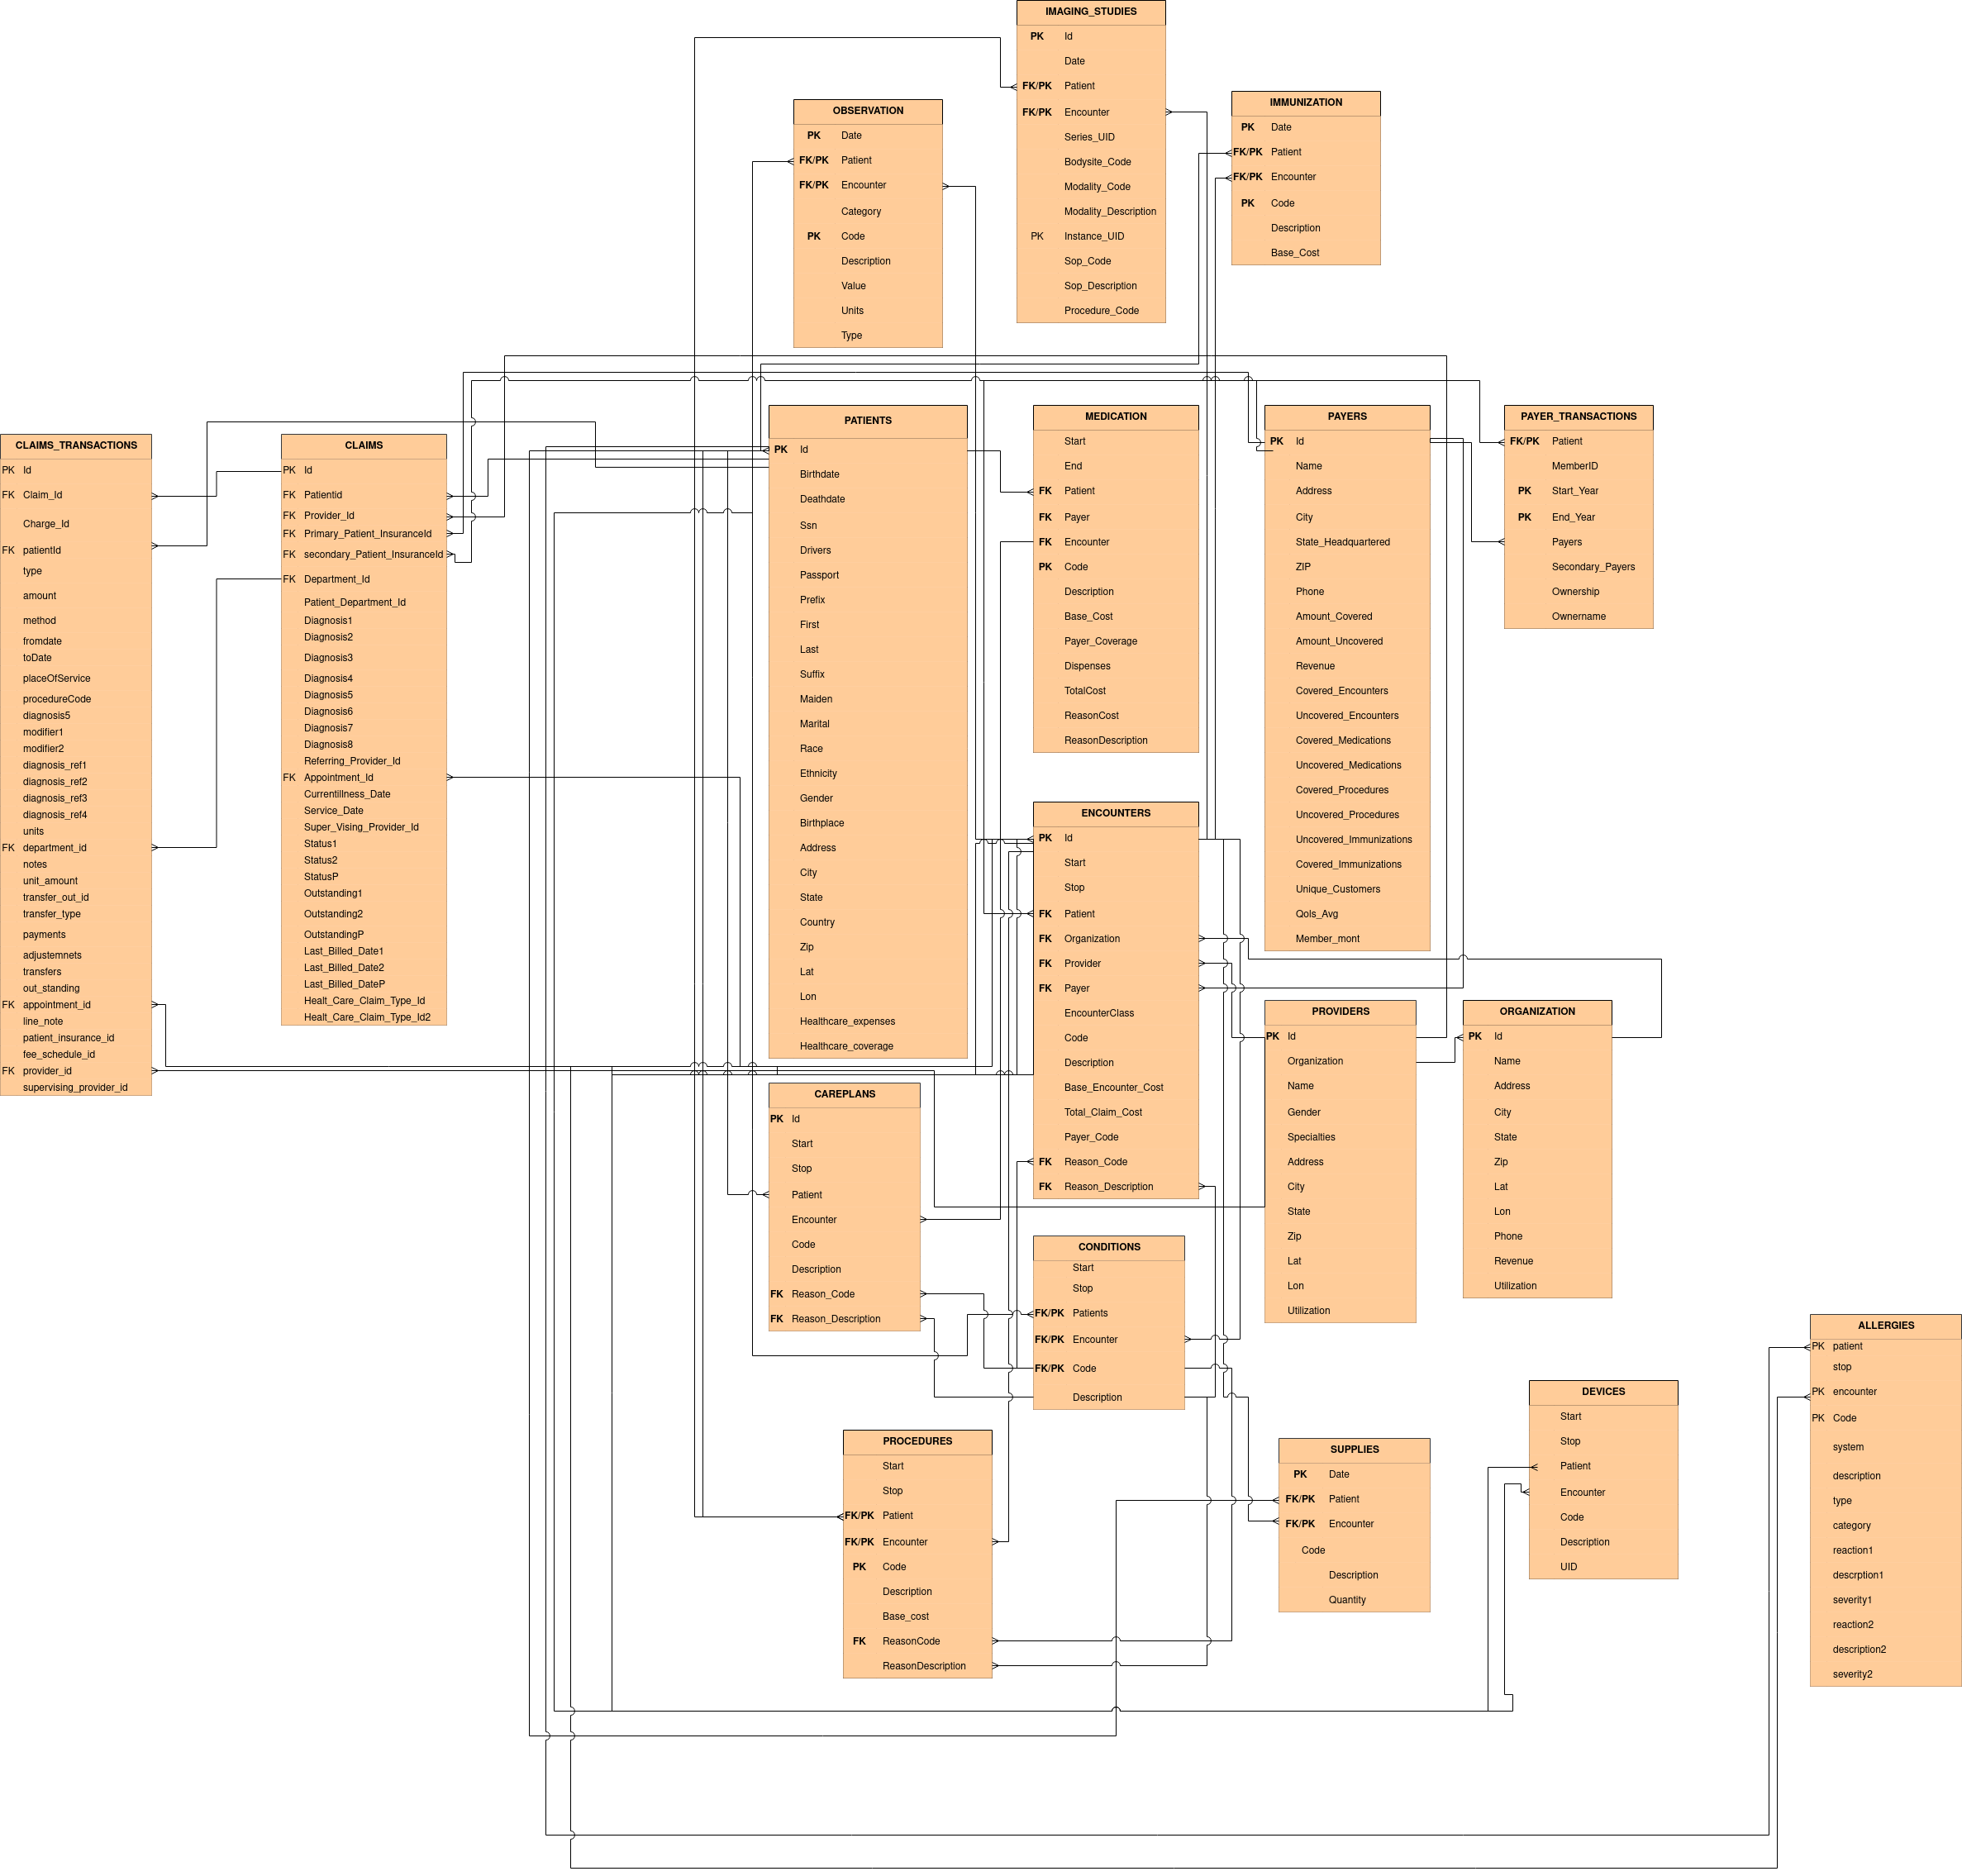 IMAGING_STUDIES
PK Id
Date
FK/PK Patient
FK/PK Encounter
Series_UID
Bodysite_Code
Modality_Code
Modality_Description
PK Instance_UID
Sop_Code
Sop_Description
Procedure_Code
OBSERVATION
PK Date
FK/PK Patient
FK/PK Encounter
Category
PK Code
Description
Value
Units
Type
IMMUNIZATION
PK Date
FK/PK Patient
FK/PK Encounter
PK Code
Description
Base_Cost
CLAIMS_TRANSACTIONS
PK Id
FK Claim_Id
Charge_Id
FK patientId
type
amount
method
fromdate
toDate
placeOfService
procedureCode
diagnosis5
modifier1
modifier2
diagnosis_ref1
diagnosis_ref2
diagnosis_ref3
diagnosis_ref4
units
FK department_id
notes
unit_amount
transfer_out_id
transfer_type
payments
adjustemnets
transfers
out_standing
FK appointment_id
line_note
patient_insurance_id
fee_schedule_id
FK provider_id
supervising_provider_id
CLAIMS
PK Id
FK Patientid
FK Provider_Id
FK Primary_Patient_InsuranceId
FK secondary_Patient_InsuranceId
FK Department_Id
Patient_Department_Id
Diagnosis1
Diagnosis2
Diagnosis3
Diagnosis4
Diagnosis5
Diagnosis6
Diagnosis7
Diagnosis8
Referring_Provider_Id
FK Appointment_Id
Currentillness_Date
Service_Date
Super_Vising_Provider_Id
Status1
Status2
StatusP
Outstanding1
Outstanding2
OutstandingP
Last_Billed_Date1
Last_Billed_Date2
Last_Billed_DateP
Healt_Care_Claim_Type_Id
Healt_Care_Claim_Type_Id2
PATIENTS
PK Id
Birthdate
Deathdate
Ssn
Drivers
Passport
Prefix
First
Last
Suffix
Maiden
Marital
Race
Ethnicity
Gender
Birthplace
Address
City
State
Country
Zip
Lat
Lon
Healthcare_expenses
Healthcare_coverage
MEDICATION
Start
End
FK Patient
FK Payer
FK Encounter
PK Code
Description
Base_Cost
Payer_Coverage
Dispenses
TotalCost
ReasonCost
ReasonDescription
PAYERS
PK Id
Name
Address
City
State_Headquartered
ZIP
Phone
Amount_Covered
Amount_Uncovered
Revenue
Covered_Encounters
Uncovered_Encounters
Covered_Medications
Uncovered_Medications
Covered_Procedures
Uncovered_Procedures
Uncovered_Immunizations
Covered_Immunizations
Unique_Customers
Qols_Avg
Member_mont
PAYER_TRANSACTIONS
FK/PK Patient
MemberID
PK Start_Year
PK End_Year
Payers
Secondary_Payers
Ownership
Ownername
ENCOUNTERS
PK Id
Start
Stop
FK Patient
FK Organization
FK Provider
FK Payer
EncounterClass
Code
Description
Base_Encounter_Cost
Total_Claim_Cost
Payer_Code
FK Reason_Code
FK Reason_Description
PROVIDERS
PK Id
Organization
Name
Gender
Specialties
Address
City
State
Zip
Lat
Lon
Utilization
ORGANIZATION
PK Id
Name
Address
City
State
Zip
Lat
Lon
Phone
Revenue
Utilization
CAREPLANS
PK Id
Start
Stop
Patient
Encounter
Code
Description
FK Reason_Code
FK Reason_Description
CONDITIONS
Start
Stop
FK/PK Patients
FK/PK Encounter
FK/PK Code
Description
ALLERGIES
PK patient
stop
PK encounter
PK Code
system
description
type
category
reaction1
descrption1
severity1
reaction2
description2
severity2
DEVICES
Start
Stop
Patient
Encounter
Code
Description
UID
PROCEDURES
Start
Stop
FK/PK Patient
FK/PK Encounter
PK Code
Description
Base_cost
FK ReasonCode
ReasonDescription
SUPPLIES
PK Date
FK/PK Patient
FK/PK Encounter
Code
Description
Quantity